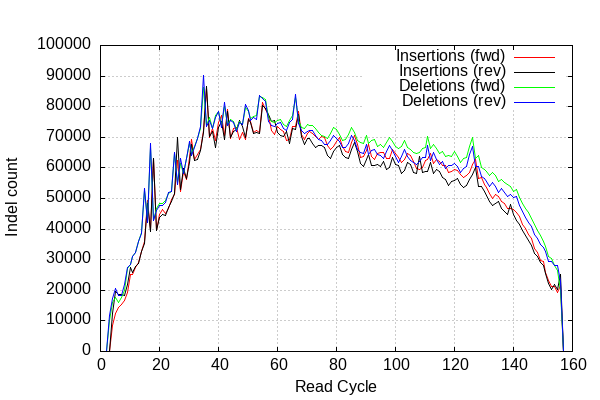 100000
90000
80000
70000
60000
50000
40000
30000
20000
10000
0
Indel count
Insertions (fwd)
Insertions (rev)
Deletions (fwd)
Deletions (rev)
0 20 40 60 80 100 120 140 160
Read Cycle